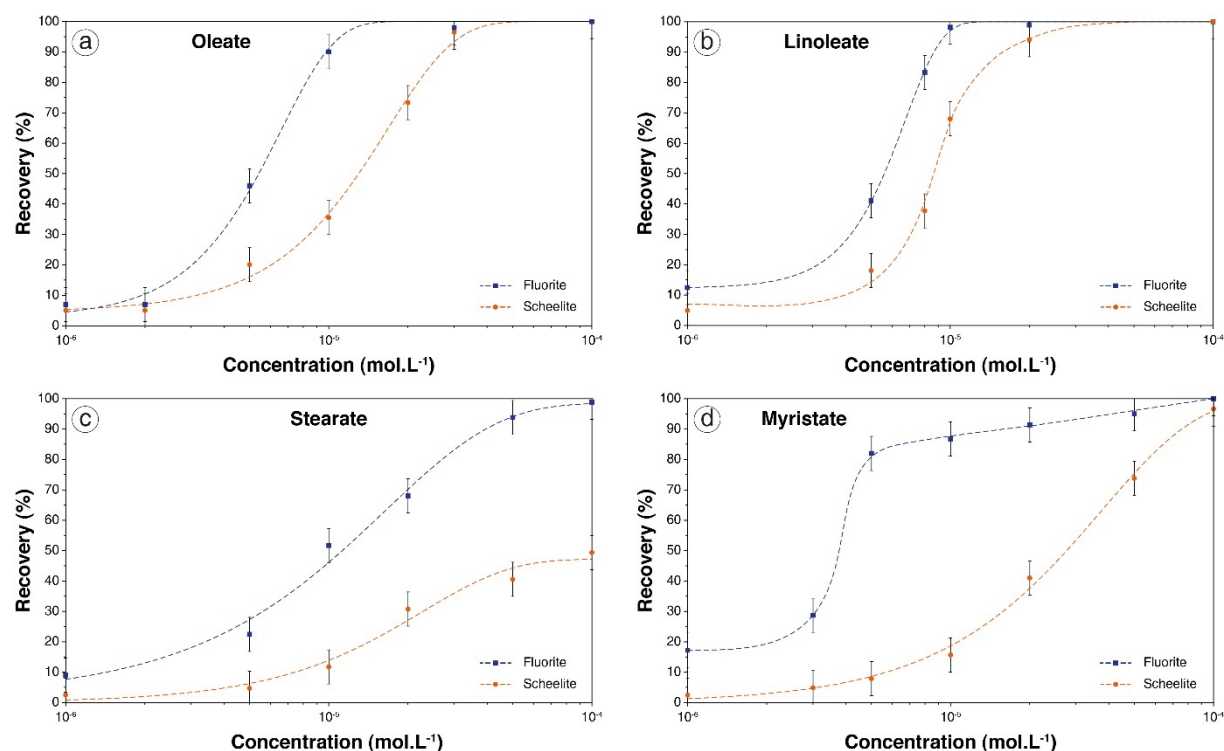 a
Oleate
100
90
80
70
60
50
40
30
20
10
0
Recovery (%)
Fluorite
Scheelite
10⁻⁶
10⁻⁵
10⁻⁴
Concentration (mol.L⁻¹)
b
Linoleate
100
90
80
70
60
50
40
30
20
10
0
Recovery (%)
Fluorite
Scheelite
10⁻⁶
10⁻⁵
10⁻⁴
Concentration (mol.L⁻¹)
c
Stearate
100
90
80
70
60
50
40
30
20
10
0
Recovery (%)
Fluorite
Scheelite
10⁻⁶
10⁻⁵
10⁻⁴
Concentration (mol.L⁻¹)
d
Myristate
100
90
80
70
60
50
40
30
20
10
0
Recovery (%)
Fluorite
Scheelite
10⁻⁶
10⁻⁵
10⁻⁴
Concentration (mol.L⁻¹)